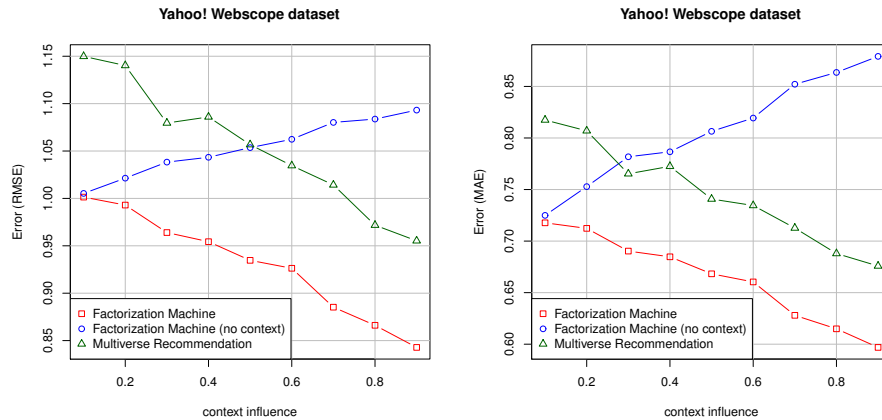 Yahoo! Webscope dataset
Error (RMSE)
1.15
1.10
1.05
1.00
0.95
0.90
0.85
Factorization Machine
Factorization Machine (no context)
Multiverse Recommendation
0.2 0.4 0.6 0.8
context influence
Yahoo! Webscope dataset
Error (MAE)
0.85
0.80
0.75
0.70
0.65
0.60
Factorization Machine
Factorization Machine (no context)
Multiverse Recommendation
0.2 0.4 0.6 0.8
context influence